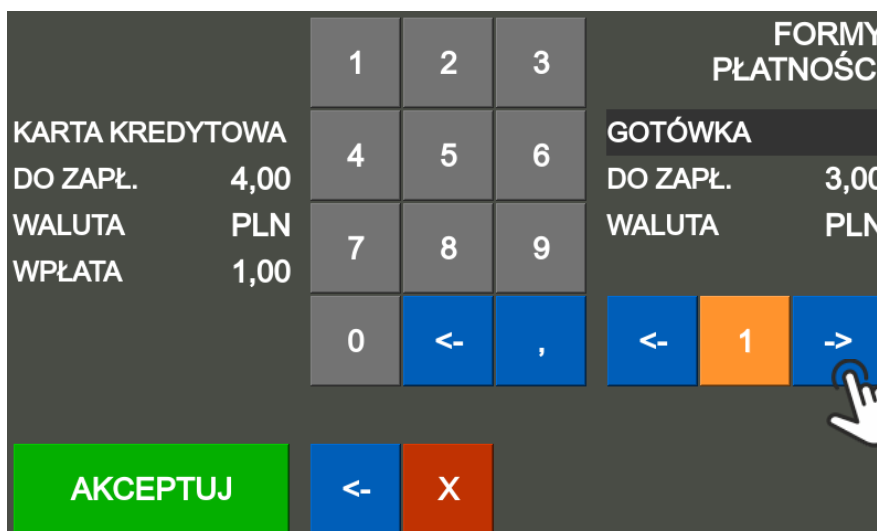 KARTA KREDYTOWA
DO ZAPŁ. 4,00
WALUTA PLN
WPŁATA 1,00
1 2 3
4 5 6
7 8 9
0 <- ,
FORMY
PŁATNOŚC
GOTÓWKA
DO ZAPŁ. 3,00
WALUTA PLN
<- 1 ->
AKCEPTUJ <- X